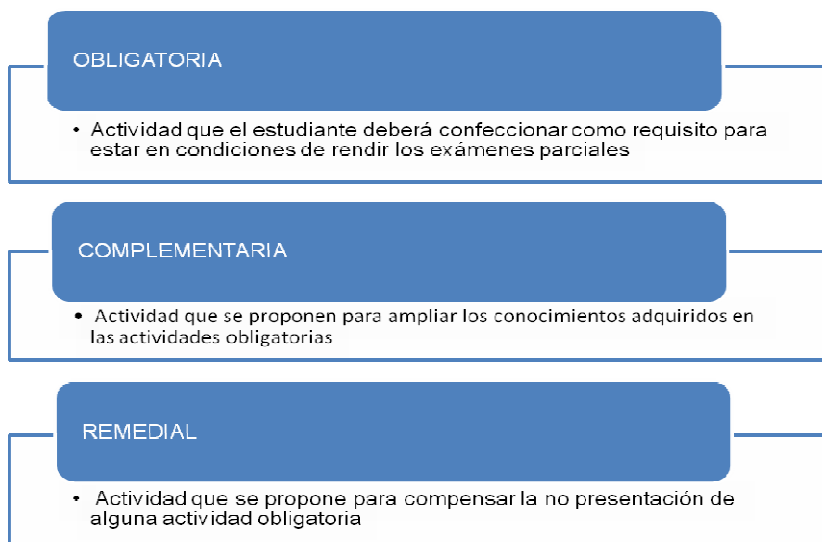 OBLIGATORIA
• Actividad que el estudiante deberá confeccionar como requisito para
estar en condiciones de rendir los exámenes parciales
COMPLEMENTARIA
• Actividad que se proponen para ampliar los conocimientos adquiridos en
las actividades obligatorias
REMEDIAL
• Actividad que se propone para compensar la no presentación de
alguna actividad obligatoria